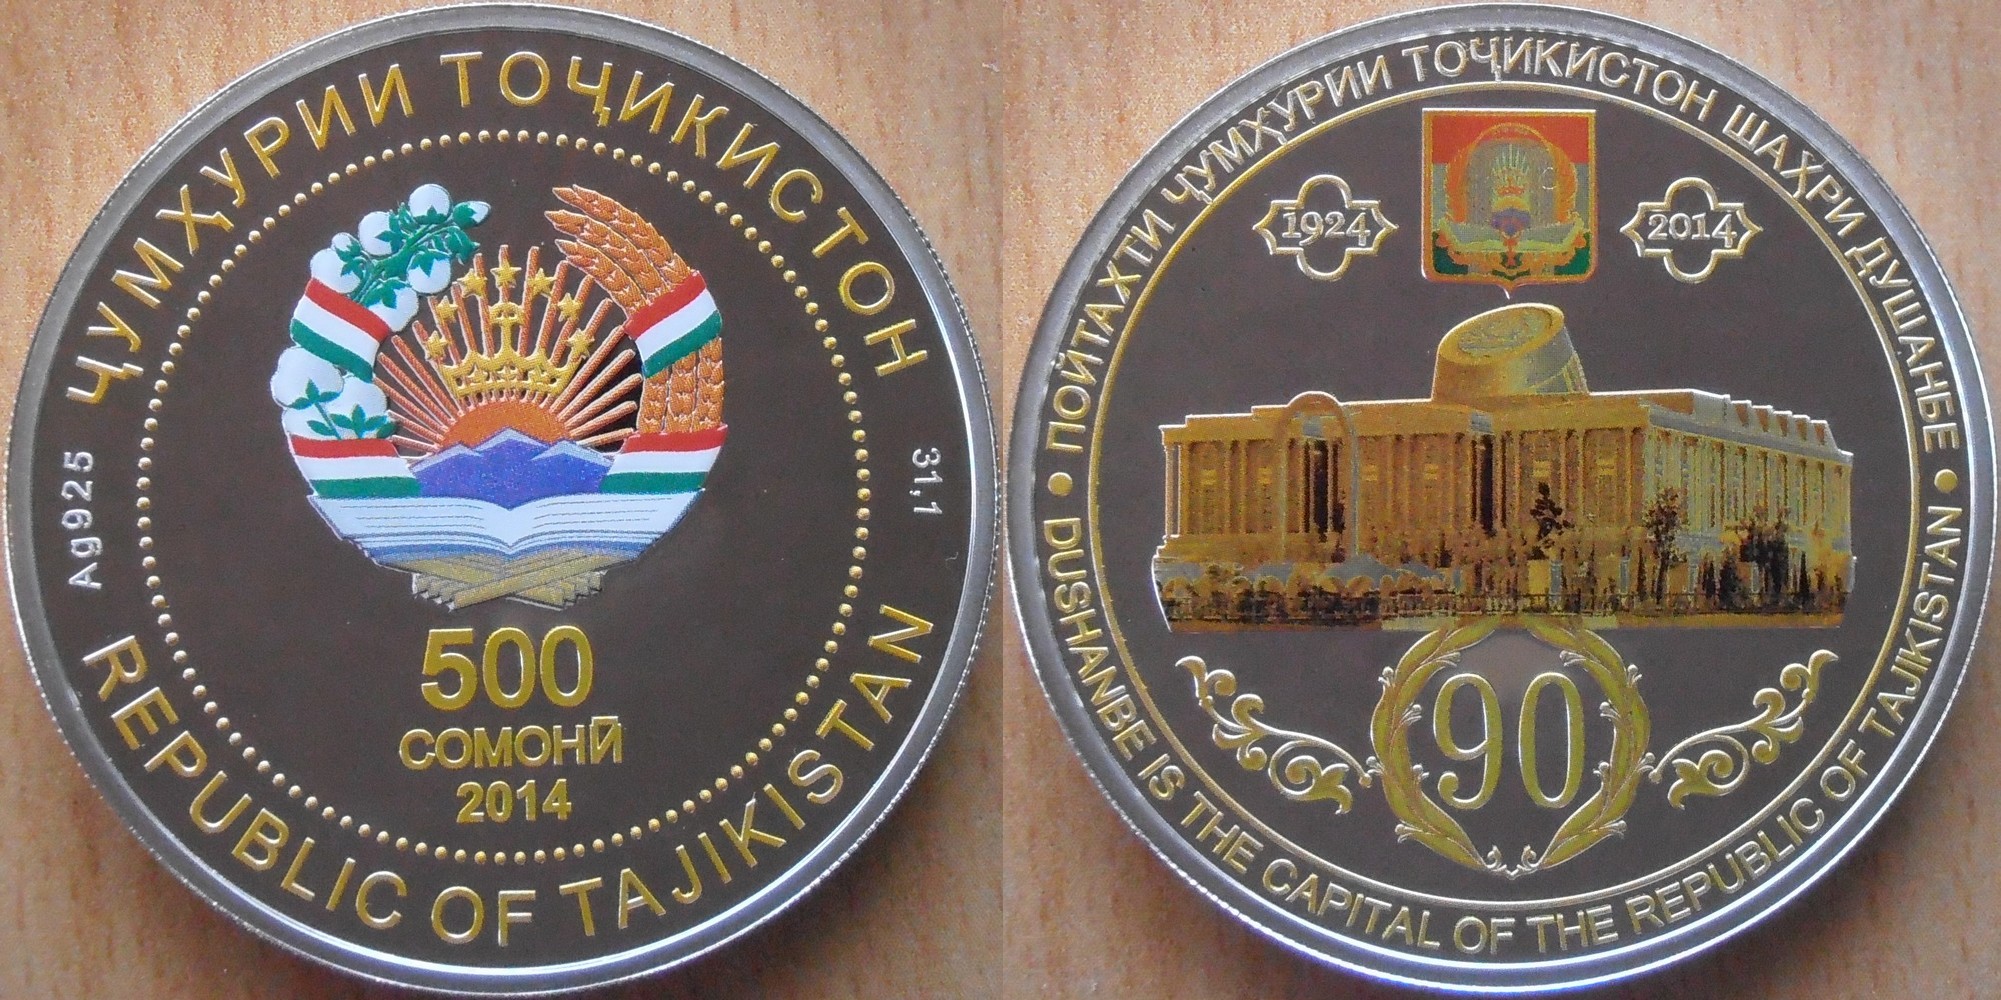 ҶУМҲУРИИ ТОҶИКИСТОН
Ag925
31,1
500
СОМОНӢ
2014
REPUBLIC OF TAJIKISTAN
• ПОЙТАХТИ ҶУМҲУРИИ ТОҶИКИСТОН ШАҲРИ ДУШАНБЕ •
1924
2014
90
DUSHANBE IS THE CAPITAL OF THE REPUBLIC OF TAJIKISTAN